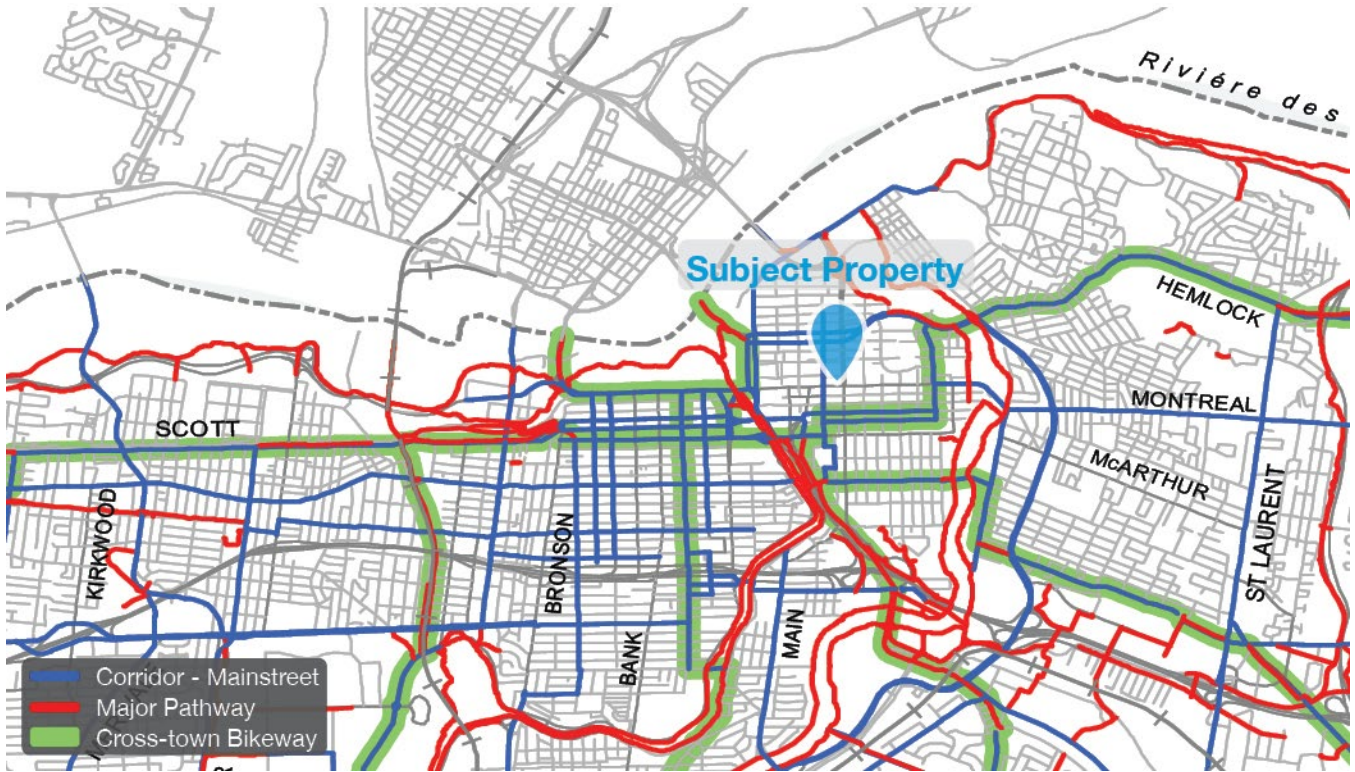 Riviére des
Subject Property
HEMLOCK
MONTREAL
SCOTT
McARTHUR
ST LAURENT
KIRKWOOD
BRONSON
BANK
MAIN
Corridor - Mainstreet
Major Pathway
Cross-town Bikeway